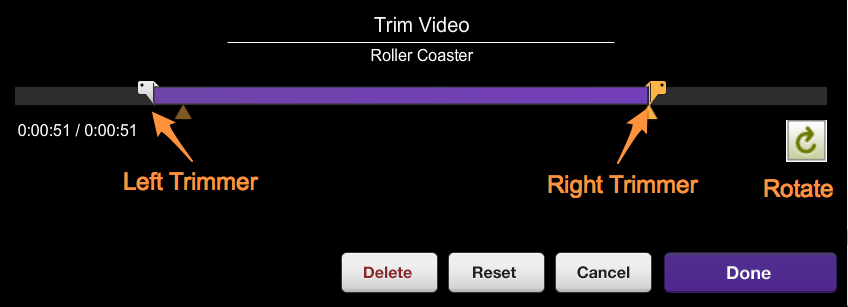 Trim Video
Roller Coaster
0:00:51 / 0:00:51
Left Trimmer
Right Trimmer
Rotate
Delete
Reset
Cancel
Done